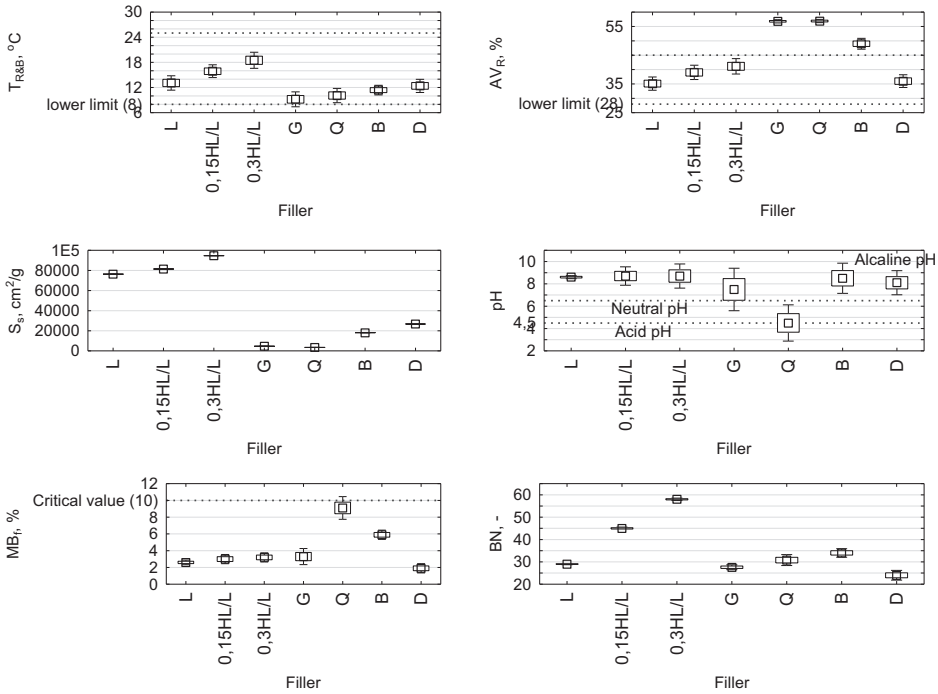 T_R&B, °C
30
24
18
12
lower limit (8)
6
L
0,15HL/L
0,3HL/L
G
Q
B
D
Filler
AV_R, %
55
45
35
lower limit (28)
25
L
0,15HL/L
0,3HL/L
G
Q
B
D
Filler
S_s, cm²/g
1E5
80000
60000
40000
20000
0
L
0,15HL/L
0,3HL/L
G
Q
B
D
Filler
pH
10
8
6
4,5
4
2
Alcaline pH
Neutral pH
Acid pH
L
0,15HL/L
0,3HL/L
G
Q
B
D
Filler
MB_f, %
12
Critical value (10)
8
6
4
2
0
L
0,15HL/L
0,3HL/L
G
Q
B
D
Filler
BN, -
60
50
40
30
20
L
0,15HL/L
0,3HL/L
G
Q
B
D
Filler